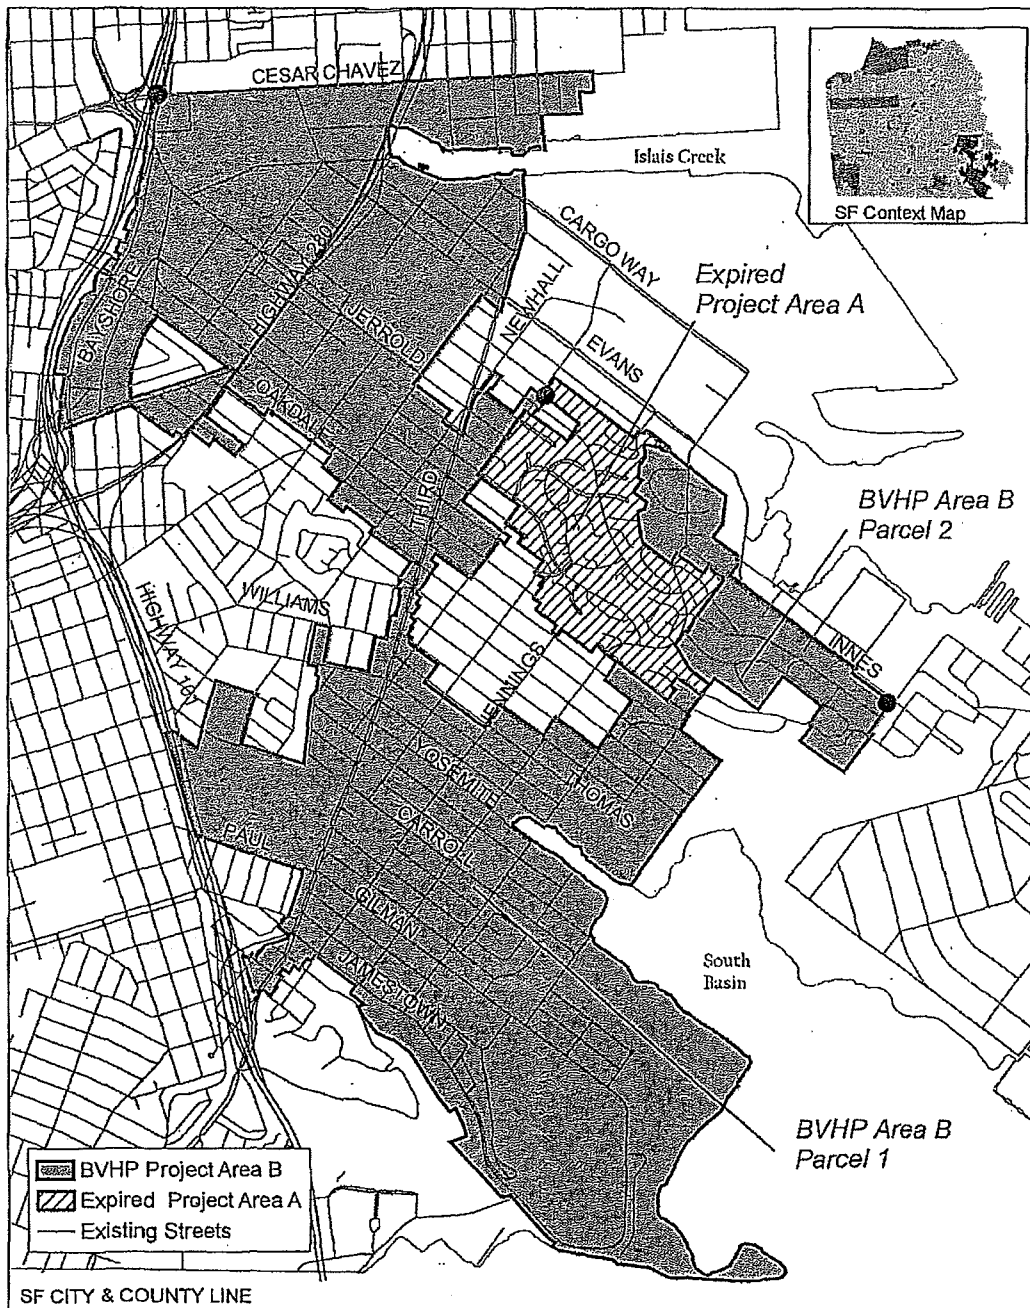 CESAR CHAVEZ
Islais Creek
SF Context Map
CARGO WAY
Expired
Project Area A
HIGHWAY 280
NEWHALL
BAYSHORE
JERROLD
EVANS
OAKDALE
THIRD
BVHP Area B
Parcel 2
WILLIAMS
HIGHWAY 101
INNES
JENNINGS
YOSEMITE
THOMAS
CARROLL
PAUL
GILMAN
JAMESTOWN
South
Basin
BVHP Area B
Parcel 1
BVHP Project Area B
Expired Project Area A
Existing Streets
SF CITY & COUNTY LINE